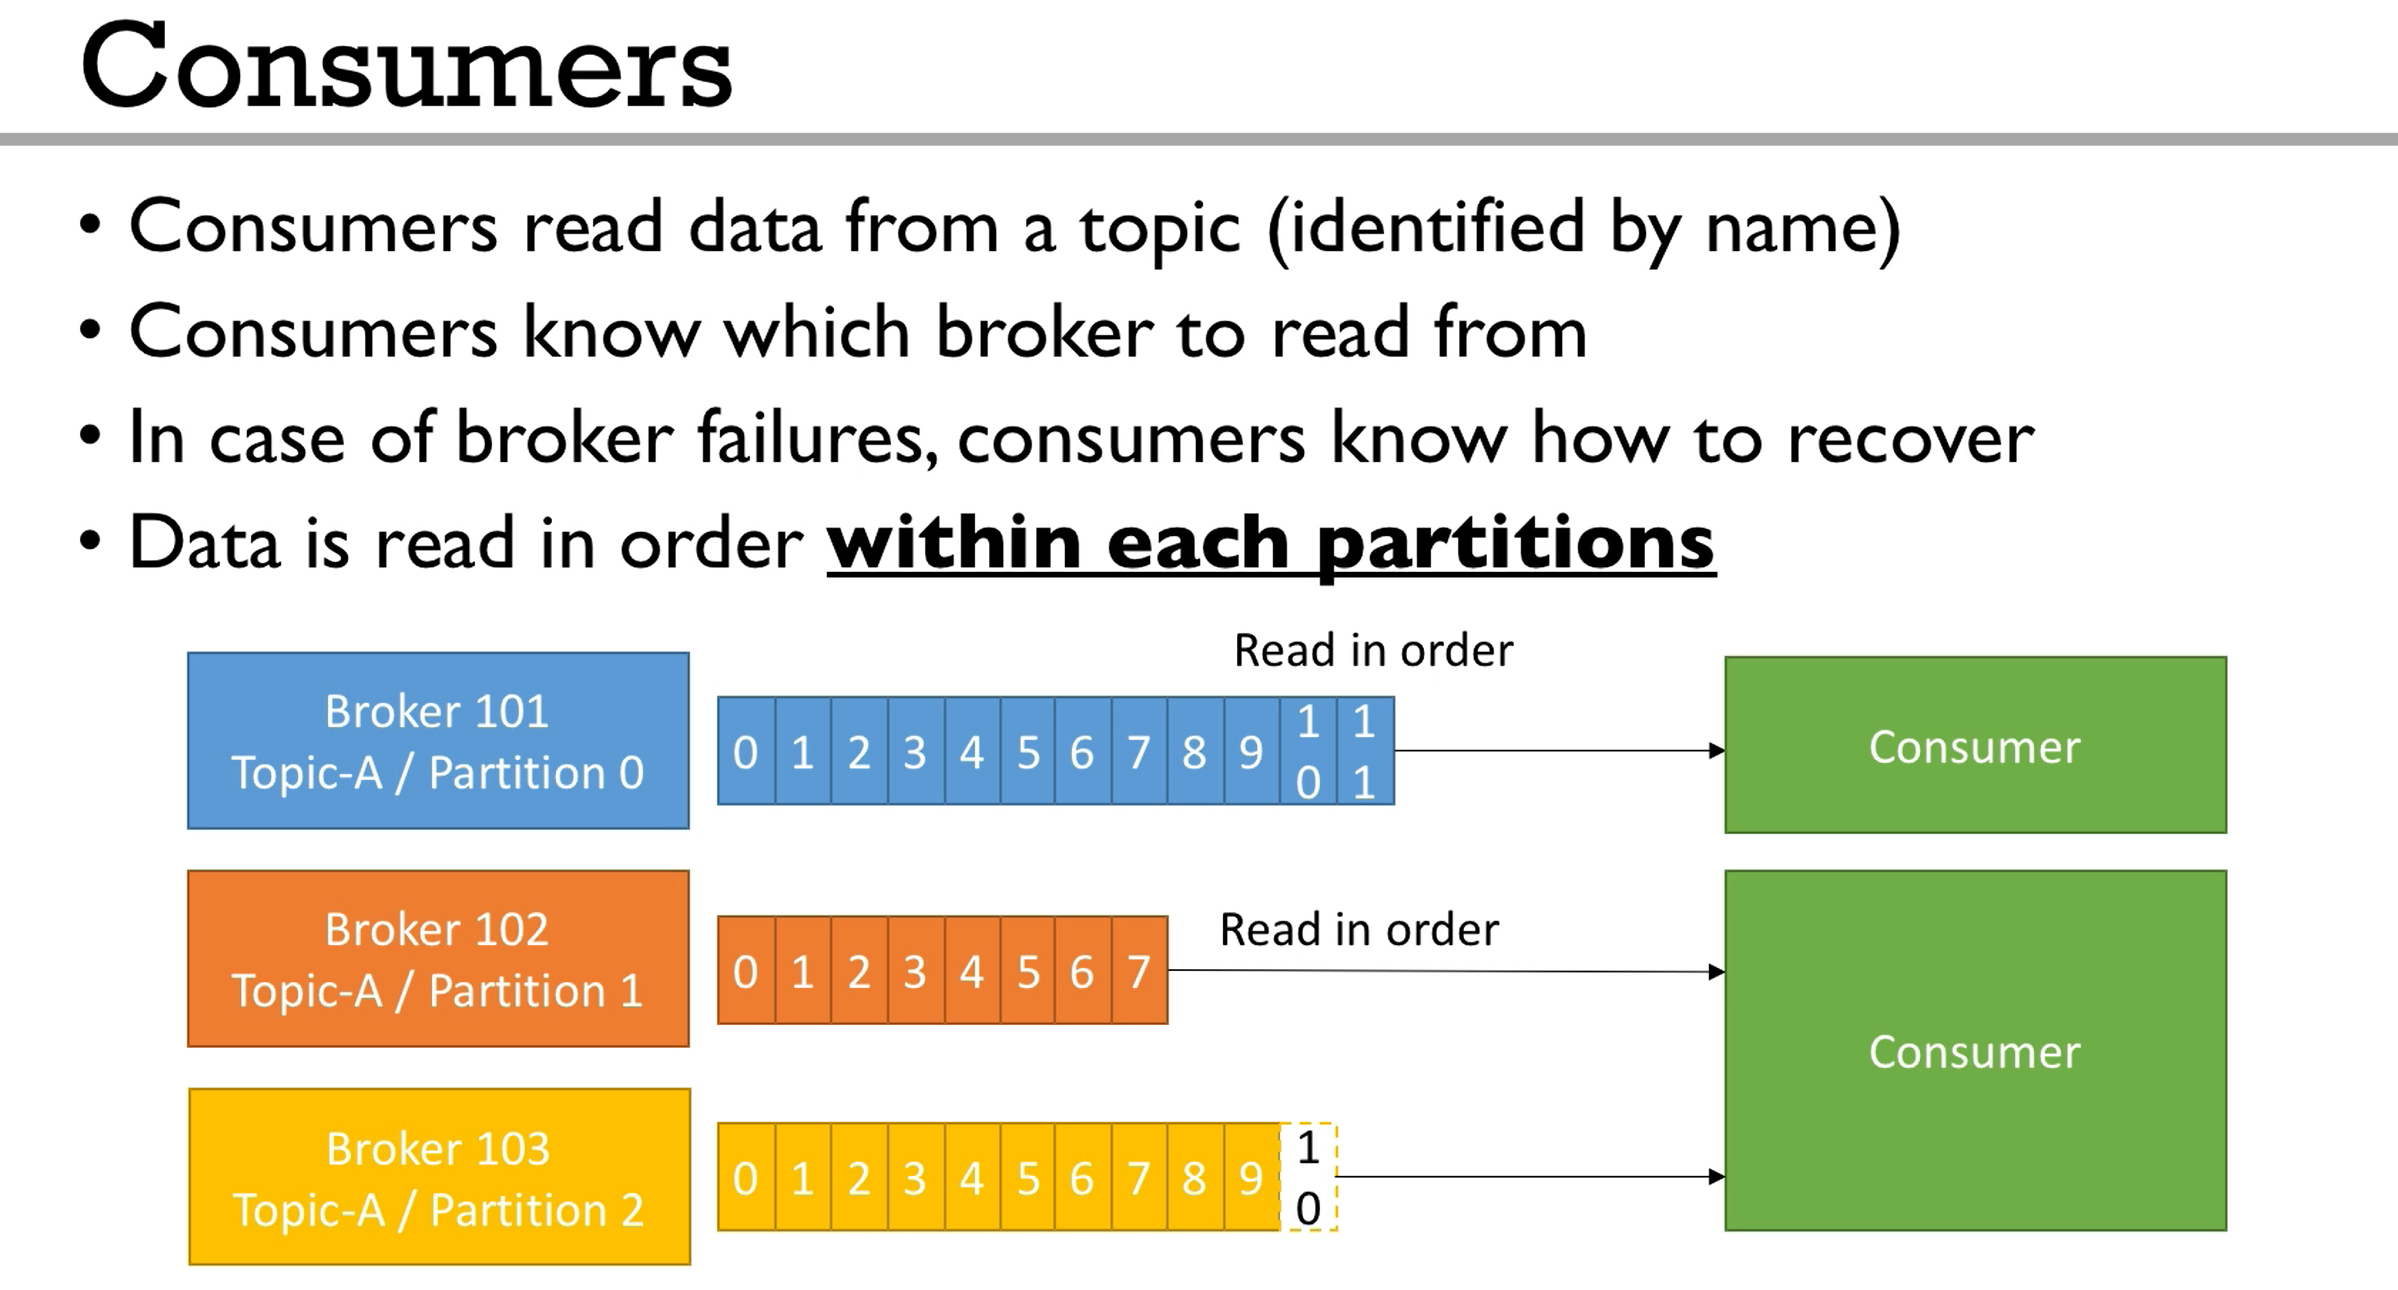 Consumers
• Consumers read data from a topic (identified by name)
• Consumers know which broker to read from
• In case of broker failures, consumers know how to recover
• Data is read in order within each partitions
Read in order
Broker 101
Topic-A / Partition 0
0 1 2 3 4 5 6 7 8 9 10 11
Consumer
Broker 102
Topic-A / Partition 1
0 1 2 3 4 5 6 7
Read in order
Consumer
Broker 103
Topic-A / Partition 2
0 1 2 3 4 5 6 7 8 9 10